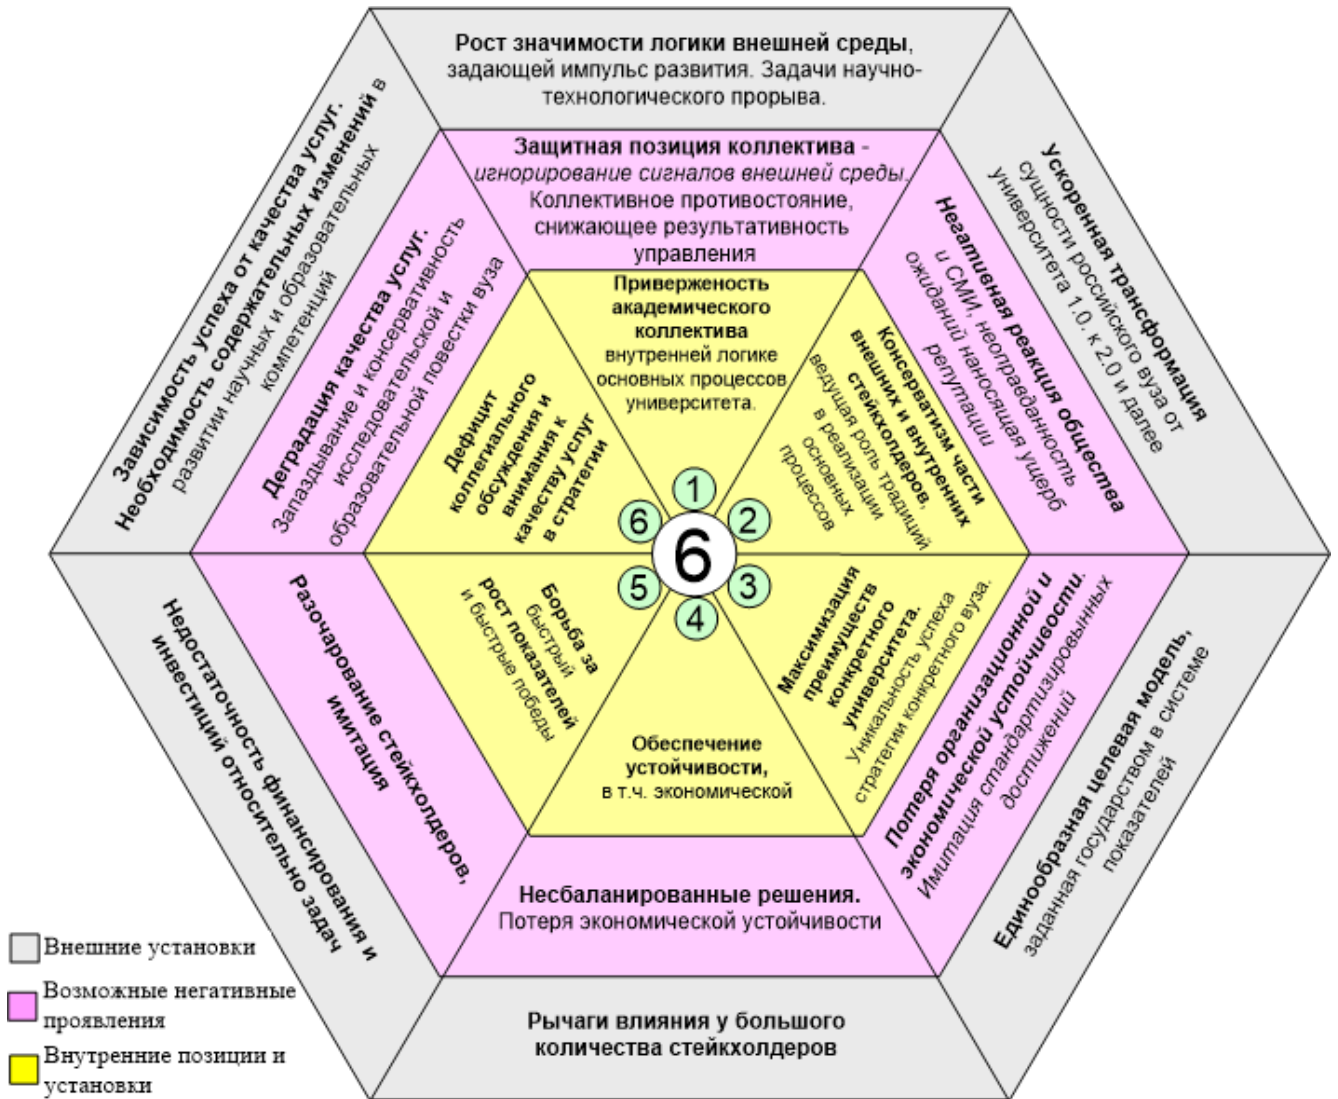 Рост значимости логики внешней среды,
задающей импульс развития. Задачи научно-
технологического прорыва.
Защитная позиция коллектива -
игнорирование сигналов внешней среды.
Коллективное противостояние,
снижающее результативность
управления
Приверженость
академического
коллектива
внутренней логике
основных процессов
университета.
Ускоренная трансформация
сущности российского вуза от
университета 1.0. к 2.0 и далее
Негативная реакция общества
и СМИ, неоправданность
ожиданий наносящая ущерб
репутации
Консерватизм части
внешних и внутренних
стейкхолдеров,
ведущая роль традиций
в реализации
основных
процессов
Единообразная целевая модель,
заданная государством в системе
показателей
Потеря организационной и
экономической устойчивости.
Имитация стандартизированных
достижений
Максимизация
преимуществ
конкретного
университета.
Уникальность успеха
стратегии конкретного вуза.
Обеспечение
устойчивости,
в т.ч. экономической
Несбаланированные решения.
Потеря экономической устойчивости
Рычаги влияния у большого
количества стейкхолдеров
Борьба за
быстрый
рост показателей
и быстрые победы
Разочарование стейкхолдеров,
имитация
Недостаточность финансирования и
инвестиций относительно задач
Дефицит
коллегиального
обсуждения и
внимания к
качеству услуг
в стратегии
Деградация качества услуг.
Запаздывание и консервативность
исследовательской и
образовательной повестки вуза
Зависимость успеха от качества услуг.
Необходимость содержательных изменений в
развитии научных и образовательных
компетенций
1
2
3
4
5
6
6
Внешние установки
Возможные негативные
проявления
Внутренние позиции и
установки